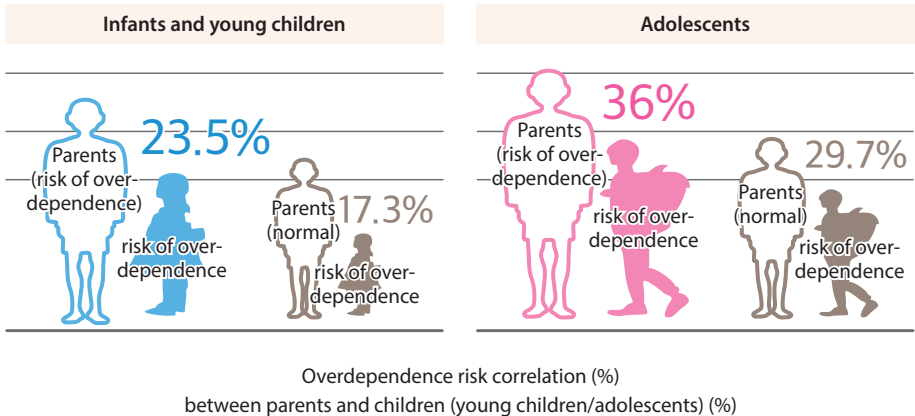 Infants and young children
Parents
(risk of over-
dependence)
23.5%
risk of over-
dependence
Parents
(normal)
17.3%
risk of over-
dependence
Adolescents
Parents
(risk of over-
dependence)
36%
risk of over-
dependence
Parents
(normal)
29.7%
risk of over-
dependence
Overdependence risk correlation (%)
between parents and children (young children/adolescents) (%)